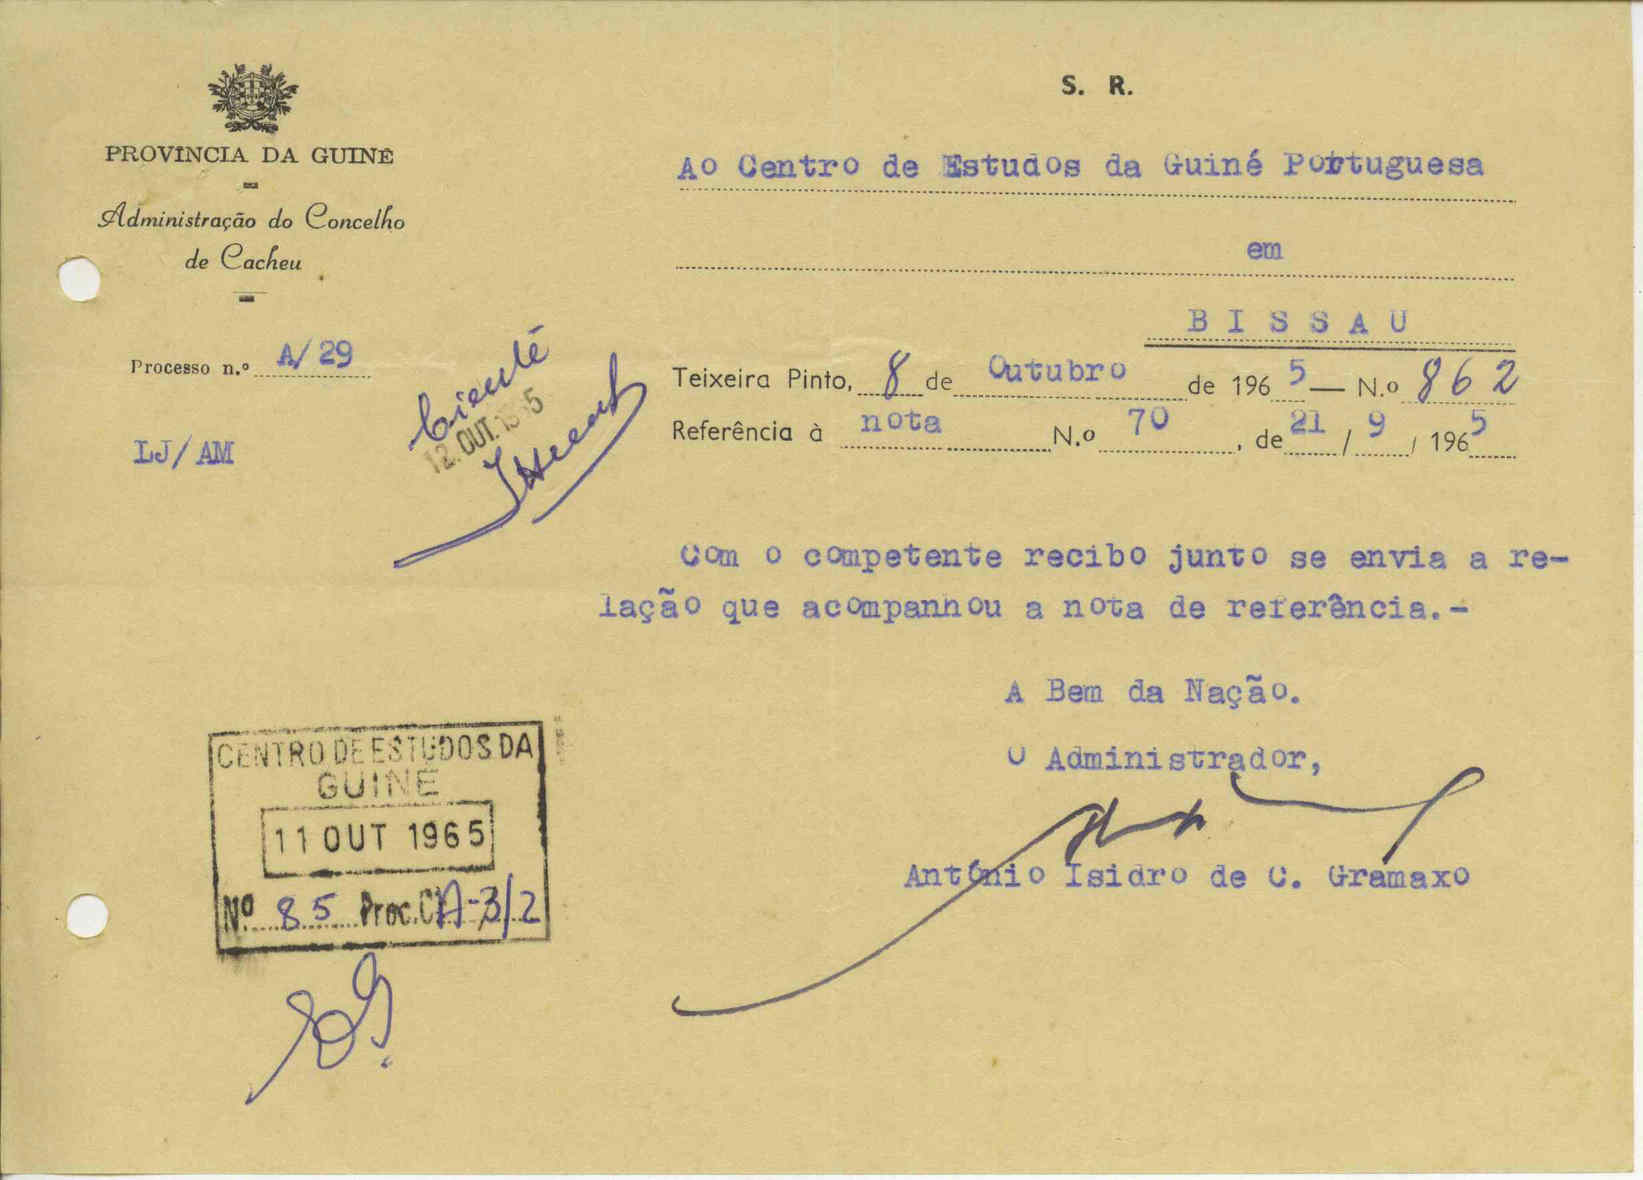 PROVÍNCIA DA GUINÉ
Administração do Concelho
de Cacheu
Processo n.º A/29
LJ/AM
Ciente
12. OUT. 1965
S. R.
Ao Centro de Estudos da Guiné Portuguesa
em
BISSAU
Teixeira Pinto, 8 de Outubro de 1965 — N.º 862
Referência à nota N.º 70, de 21 / 9 / 1965
Com o competente recibo junto se envia a re-
lação que acompanhou a nota de referência.-
A Bem da Nação.
O Administrador,
António Isidro de C. Gramaxo
CENTRO DE ESTUDOS DA
GUINÉ
11 OUT 1965
Nº 85 Proc. CA-3/2